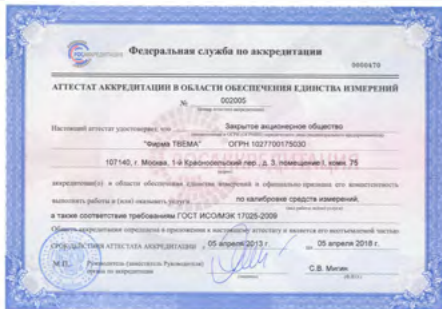 РОСАККРЕДИТАЦИЯ
Федеральная служба по аккредитации
0000470
АТТЕСТАТ АККРЕДИТАЦИИ В ОБЛАСТИ ОБЕСПЕЧЕНИЯ ЕДИНСТВА ИЗМЕРЕНИЙ
№ 002005
Настоящий аттестат удостоверяет, что Закрытое акционерное общество
"Фирма ТВЕМА" ОГРН 1027700175030
107140, г. Москва, 1-й Красносельский пер., д. 3, помещение I, комн. 75
аккредитован(о) в области обеспечения единства измерений и официально признана его компетентность
выполнять работы и (или) оказывать услуги по калибровке средств измерений,
а также соответствие требованиям ГОСТ ИСО/МЭК 17025-2009
Область аккредитации определена в приложении к настоящему аттестату и является его неотъемлемой частью
СРОК ДЕЙСТВИЯ АТТЕСТАТА АККРЕДИТАЦИИ с 05 апреля 2013 г. по 05 апреля 2018 г.
М.П. Руководитель (заместитель Руководителя)
органа по аккредитации
С.В. Мигин